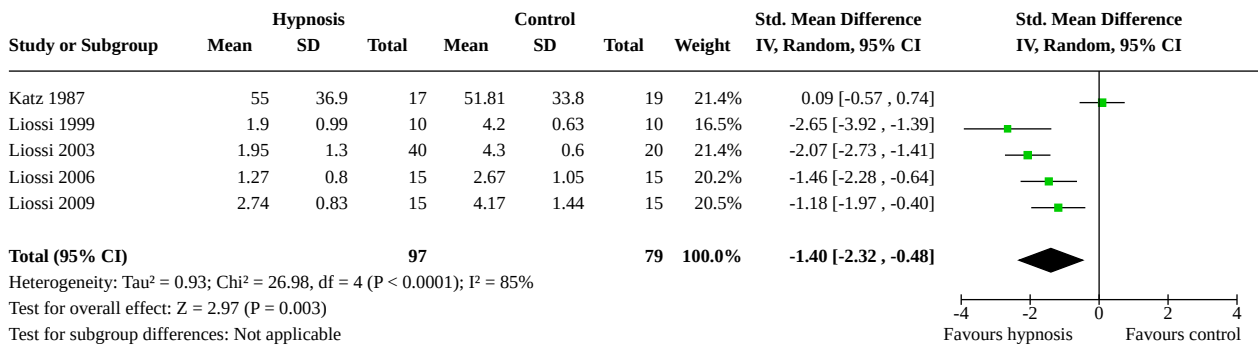 Hypnosis Control Std. Mean Difference Std. Mean Difference
Study or Subgroup Mean SD Total Mean SD Total Weight IV, Random, 95% CI IV, Random, 95% CI
Katz 1987 55 36.9 17 51.81 33.8 19 21.4% 0.09 [-0.57 , 0.74]
Liossi 1999 1.9 0.99 10 4.2 0.63 10 16.5% -2.65 [-3.92 , -1.39]
Liossi 2003 1.95 1.3 40 4.3 0.6 20 21.4% -2.07 [-2.73 , -1.41]
Liossi 2006 1.27 0.8 15 2.67 1.05 15 20.2% -1.46 [-2.28 , -0.64]
Liossi 2009 2.74 0.83 15 4.17 1.44 15 20.5% -1.18 [-1.97 , -0.40]
Total (95% CI) 97 79 100.0% -1.40 [-2.32 , -0.48]
Heterogeneity: Tau² = 0.93; Chi² = 26.98, df = 4 (P < 0.0001); I² = 85%
Test for overall effect: Z = 2.97 (P = 0.003)
Test for subgroup differences: Not applicable
-4 -2 0 2 4
Favours hypnosis Favours control